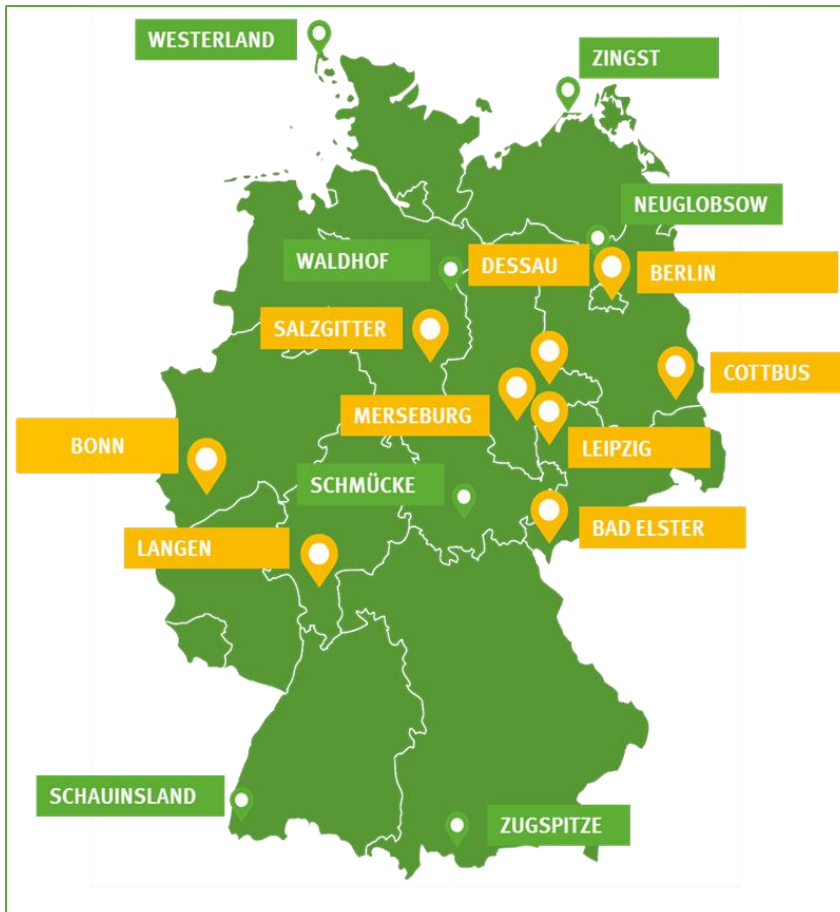 WESTERLAND
ZINGST
NEUGLOBSOW
WALDHOF
DESSAU
BERLIN
SALZGITTER
COTTBUS
MERSEBURG
BONN
LEIPZIG
SCHMÜCKE
BAD ELSTER
LANGEN
SCHAUINSLAND
ZUGSPITZE